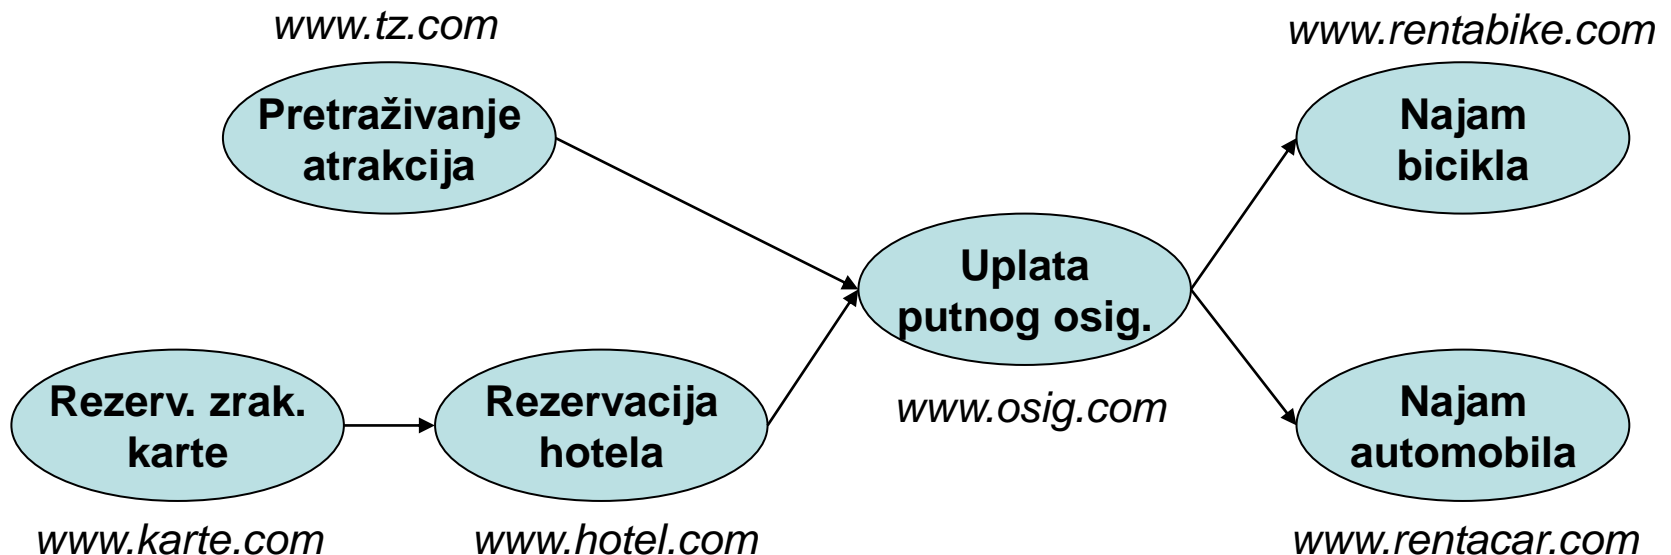 www.tz.com
Pretraživanje
atrakcija
www.rentabike.com
Najam
bicikla
Uplata
putnog osig.
www.osig.com
Rezerv. zrak.
karte
www.karte.com
Rezervacija
hotela
www.hotel.com
Najam
automobila
www.rentacar.com